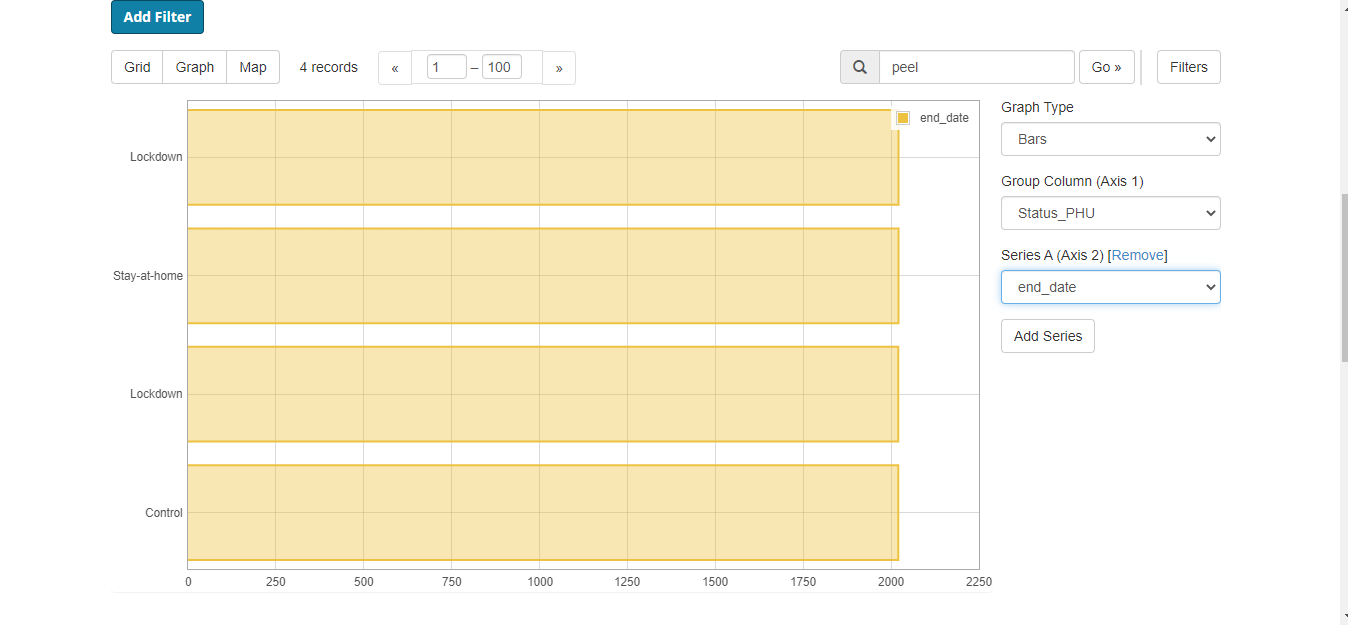 Add Filter
Grid Graph Map 4 records « 1 – 100 » peel Go » Filters
end_date
Lockdown
Stay-at-home
Lockdown
Control
0 250 500 750 1000 1250 1500 1750 2000 2250
Graph Type
Bars
Group Column (Axis 1)
Status_PHU
Series A (Axis 2) [Remove]
end_date
Add Series